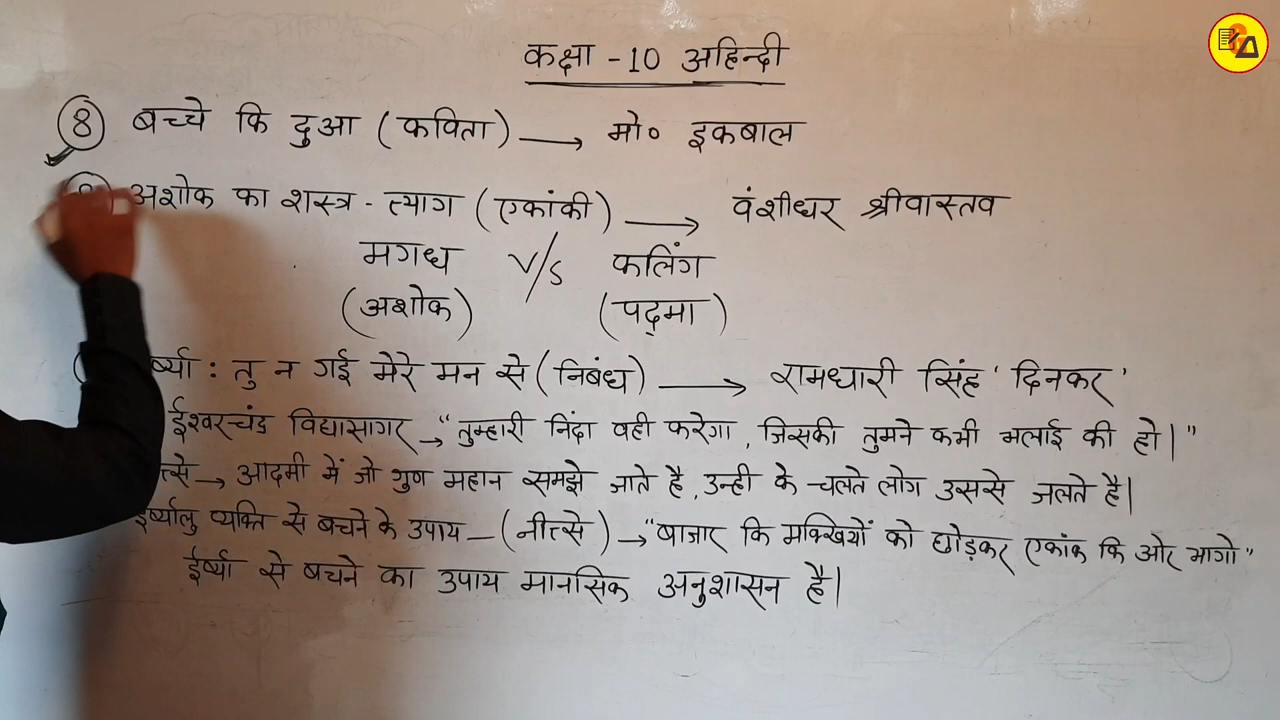 कक्षा - 10 अहिन्दी
8 बच्चे कि दुआ (कविता) → मो० इकबाल
अशोक का शस्त्र - त्याग (एकांकी) → वंशीधर श्रीवास्तव
मगध V/S कलिंग
(अशोक) (पद्मा)
: तु न गई मेरे मन से (निबंध) → रामधारी सिंह 'दिनकर'
ईश्वरचंद्र विद्यासागर → "तुम्हारी निंदा वही करेगा, जिसकी तुमने कभी भलाई की हो।"
→ आदमी में जो गुण महान समझे जाते है, उन्ही के चलते लोग उससे जलते है।
इर्ष्यालु व्यक्ति से बचने के उपाय - (नीत्से) → "बाजार कि मक्खियों को छोड़कर एकांक कि ओर भागो"
ईर्ष्या से बचने का उपाय मानसिक अनुशासन है।